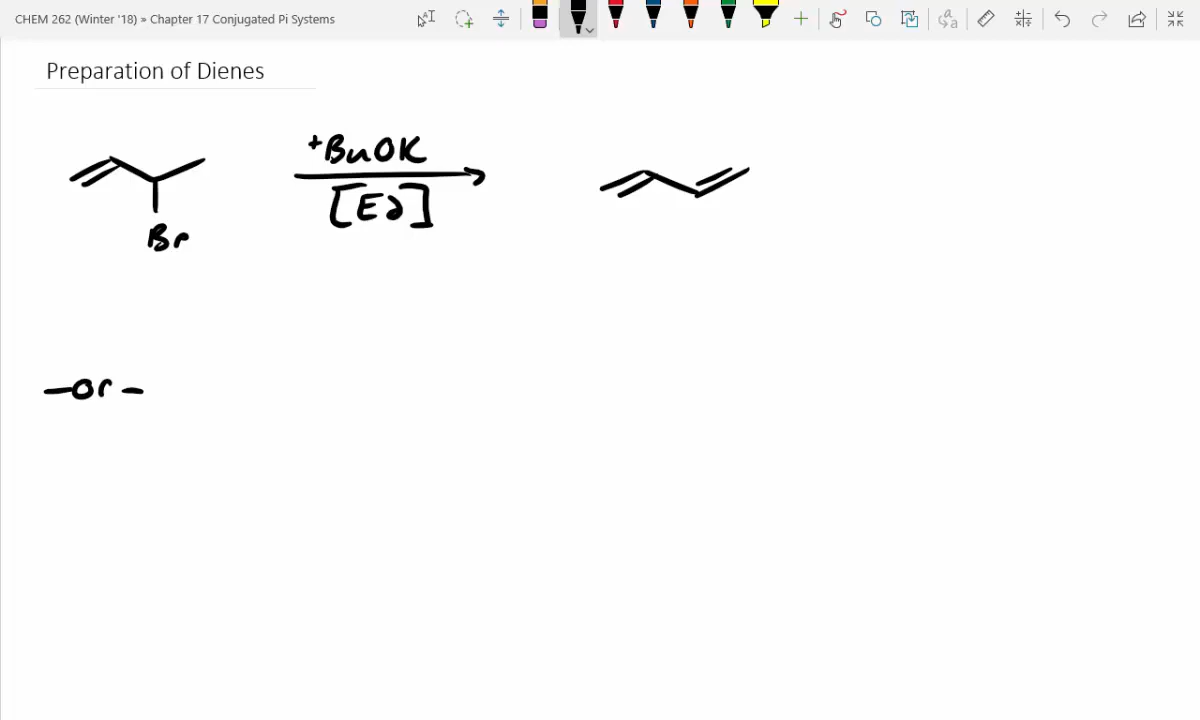 CHEM 262 (Winter '18) » Chapter 17 Conjugated Pi Systems
Preparation of Dienes
tBuOK
[E2]
Br
-or-